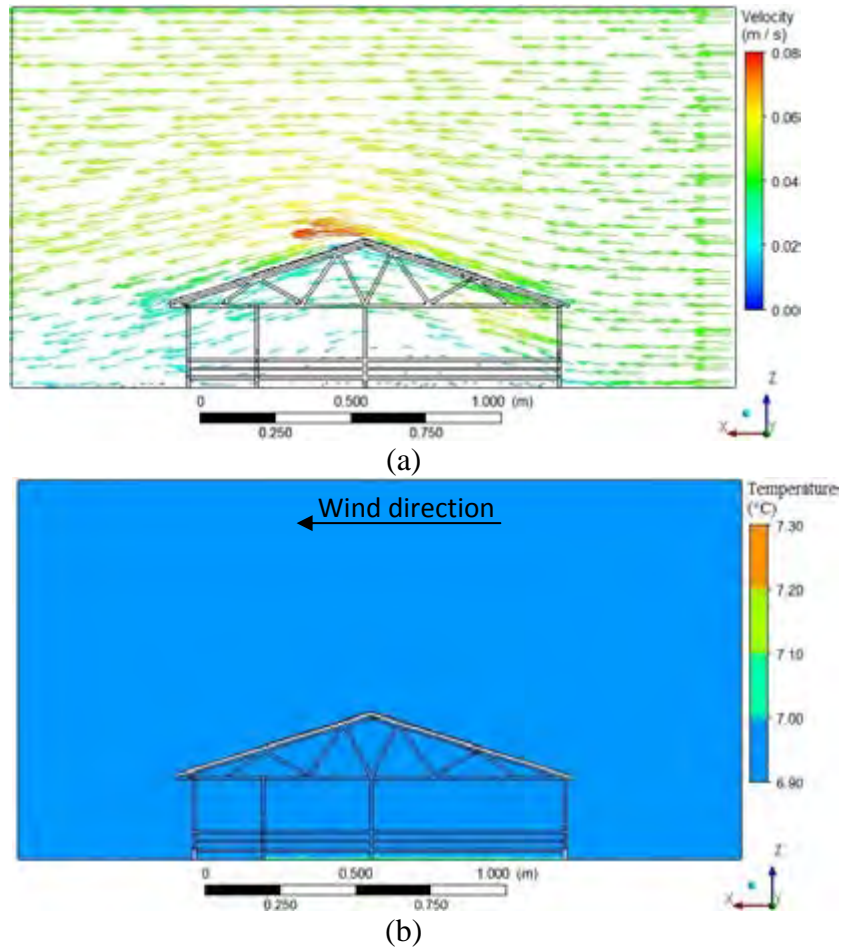 Velocity
(m / s)
0.08
0.06
0.04
0.02
0.00
0 0.500 1.000 (m)
0.250 0.750
Z
X Y
(a)
Wind direction
Temperature
(°C)
7.30
7.20
7.10
7.00
6.90
0 0.500 1.000 (m)
0.250 0.750
Z
X Y
(b)